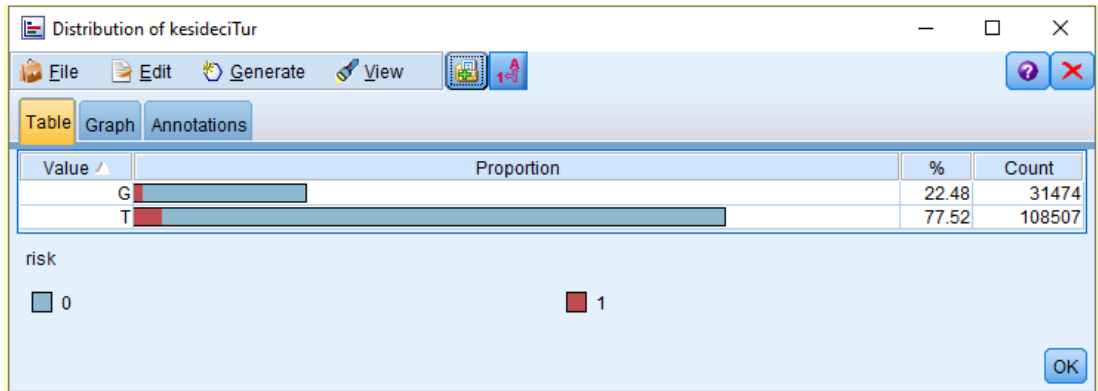 Distribution of kesideciTur
File Edit Generate View
Table Graph Annotations
Value Proportion % Count
G 22.48 31474
T 77.52 108507
risk
0 1
OK